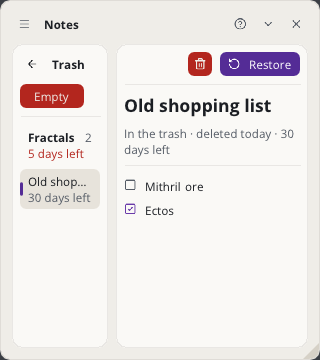 Notes
Trash
Empty
Fractals 2
5 days left
Old shop...
30 days left
Restore
Old shopping list
In the trash · deleted today · 30
days left
Mithril ore
Ectos